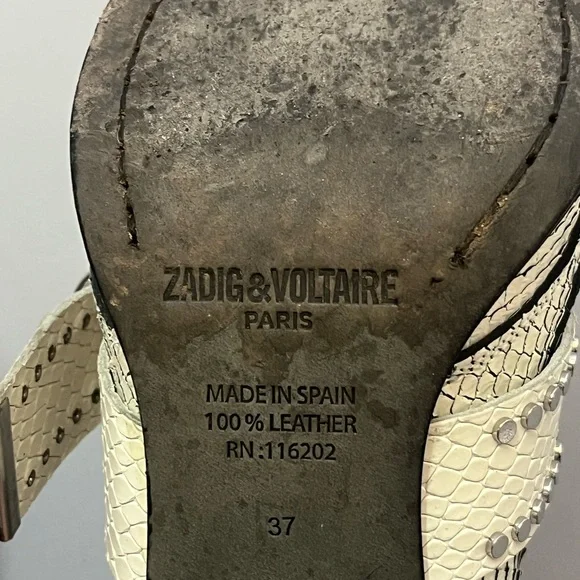 ZADIG&VOLTAIRE
PARIS
MADE IN SPAIN
100% LEATHER
RN:116202
37